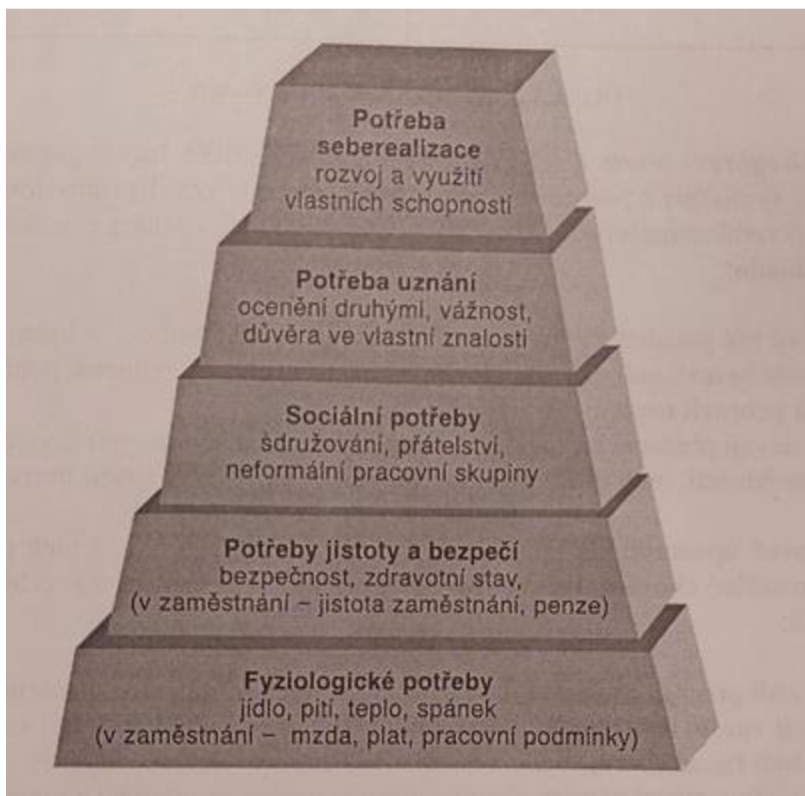 Potřeba
seberealizace
rozvoj a využití
vlastních schopností
Potřeba uznání
ocenění druhými, vážnost,
důvěra ve vlastní znalosti
Sociální potřeby
sdružování, přátelství,
neformální pracovní skupiny
Potřeby jistoty a bezpečí
bezpečnost, zdravotní stav,
(v zaměstnání – jistota zaměstnání, penze)
Fyziologické potřeby
jídlo, pití, teplo, spánek
(v zaměstnání – mzda, plat, pracovní podmínky)